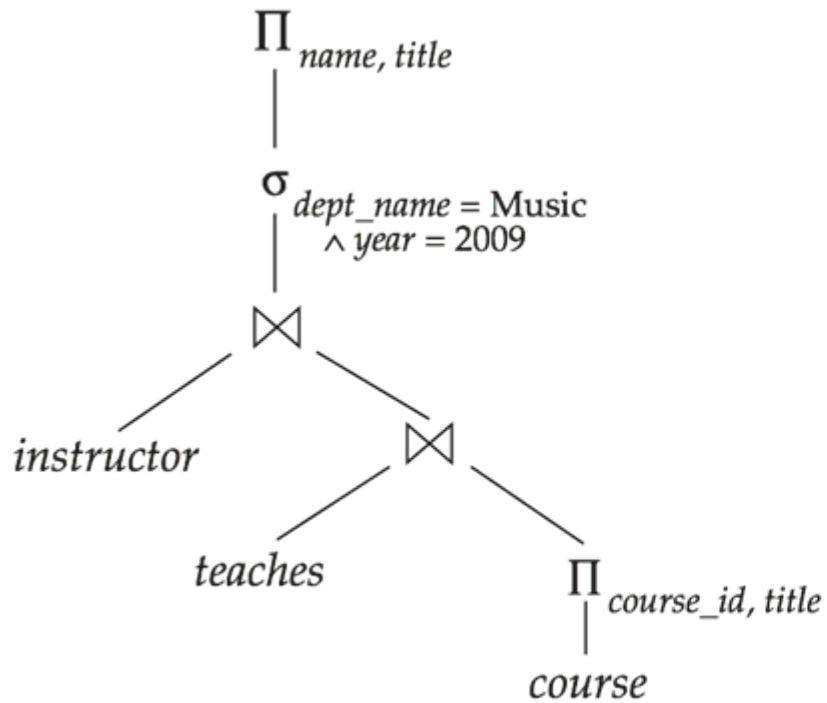 Π name, title
σ dept_name = Music
∧ year = 2009
⋈
instructor
⋈
teaches
Π course_id, title
course